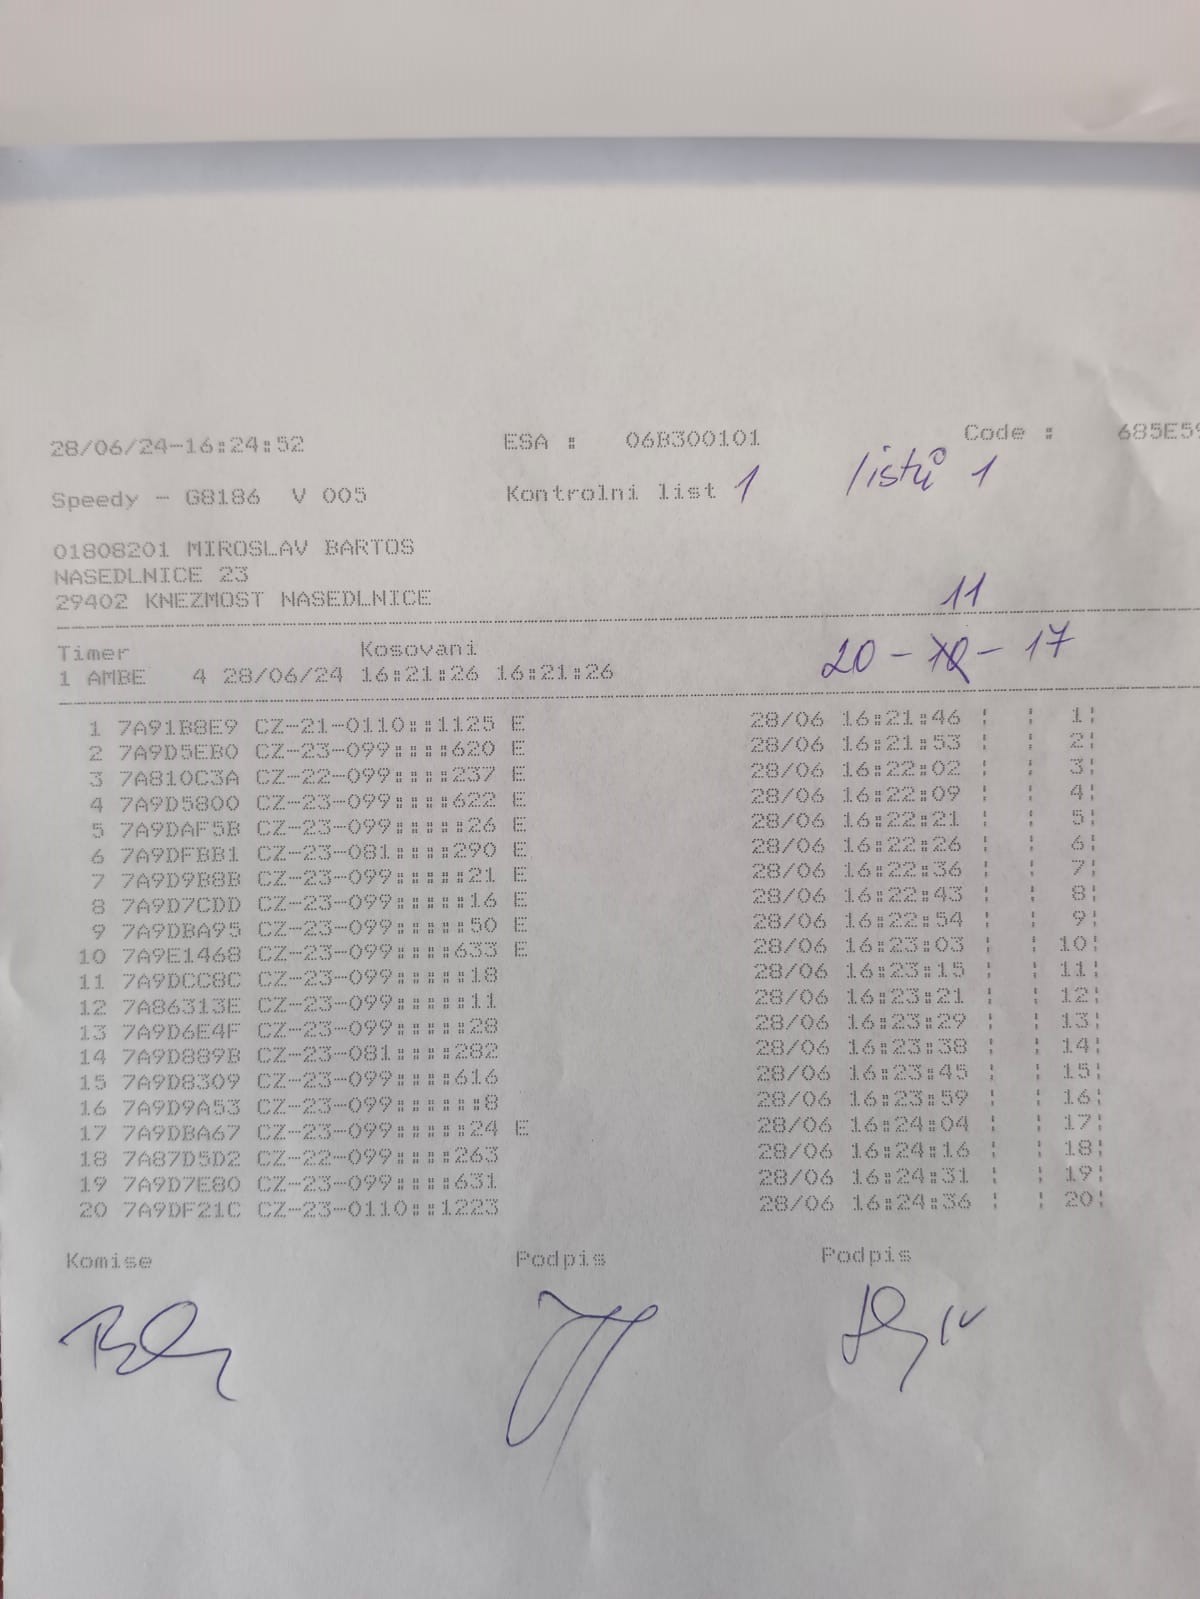 28/06/24-16:24:52 ESA : 06B300101 Code : 685E59
Speedy - G8186 V 005 Kontrolni list 1 listů 1
01808201 MIROSLAV BARTOS
NASEDLNICE 23
29402 KNEZMOST NASEDLNICE
11
Timer Kosovani 20 - - 17
1 AMBE 4 28/06/24 16:21:26 16:21:26
1 7A91B8E9 CZ-21-0110::1125 E 28/06 16:21:46 ¦ ¦ 1¦
2 7A9D5EB0 CZ-23-099::::620 E 28/06 16:21:53 ¦ ¦ 2¦
3 7A810C3A CZ-22-099::::237 E 28/06 16:22:02 ¦ ¦ 3¦
4 7A9D5800 CZ-23-099::::622 E 28/06 16:22:09 ¦ ¦ 4¦
5 7A9DAF5B CZ-23-099:::::26 E 28/06 16:22:21 ¦ ¦ 5¦
6 7A9DFBB1 CZ-23-081::::290 E 28/06 16:22:26 ¦ ¦ 6¦
7 7A9D9B8B CZ-23-099:::::21 E 28/06 16:22:36 ¦ ¦ 7¦
8 7A9D7CDD CZ-23-099:::::16 E 28/06 16:22:43 ¦ ¦ 8¦
9 7A9DBA95 CZ-23-099:::::50 E 28/06 16:22:54 ¦ ¦ 9¦
10 7A9E1468 CZ-23-099::::633 E 28/06 16:23:03 ¦ ¦ 10¦
11 7A9DCC8C CZ-23-099:::::18 28/06 16:23:15 ¦ ¦ 11¦
12 7A86313E CZ-23-099:::::11 28/06 16:23:21 ¦ ¦ 12¦
13 7A9D6E4F CZ-23-099:::::28 28/06 16:23:29 ¦ ¦ 13¦
14 7A9D889B CZ-23-081::::282 28/06 16:23:38 ¦ ¦ 14¦
15 7A9D8309 CZ-23-099::::616 28/06 16:23:45 ¦ ¦ 15¦
16 7A9D9A53 CZ-23-099::::::8 28/06 16:23:59 ¦ ¦ 16¦
17 7A9DBA67 CZ-23-099:::::24 E 28/06 16:24:04 ¦ ¦ 17¦
18 7A87D5D2 CZ-22-099::::263 28/06 16:24:16 ¦ ¦ 18¦
19 7A9D7E80 CZ-23-099::::631 28/06 16:24:31 ¦ ¦ 19¦
20 7A9DF21C CZ-23-0110::1223 28/06 16:24:36 ¦ ¦ 20¦
Komise Podpis Podpis